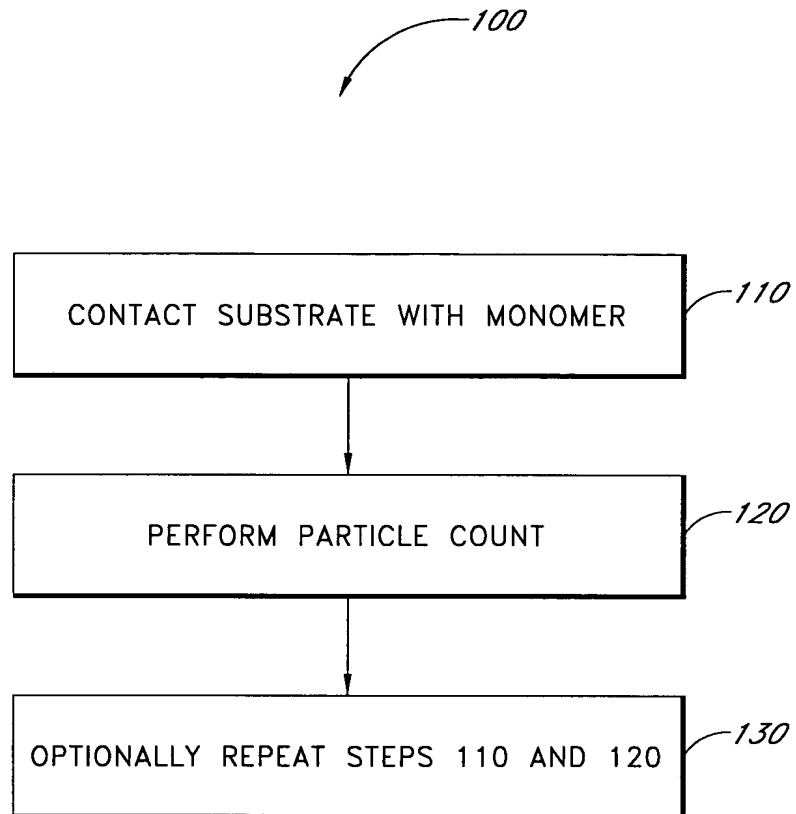 100
CONTACT SUBSTRATE WITH MONOMER
110
PERFORM PARTICLE COUNT
120
OPTIONALLY REPEAT STEPS 110 AND 120
130